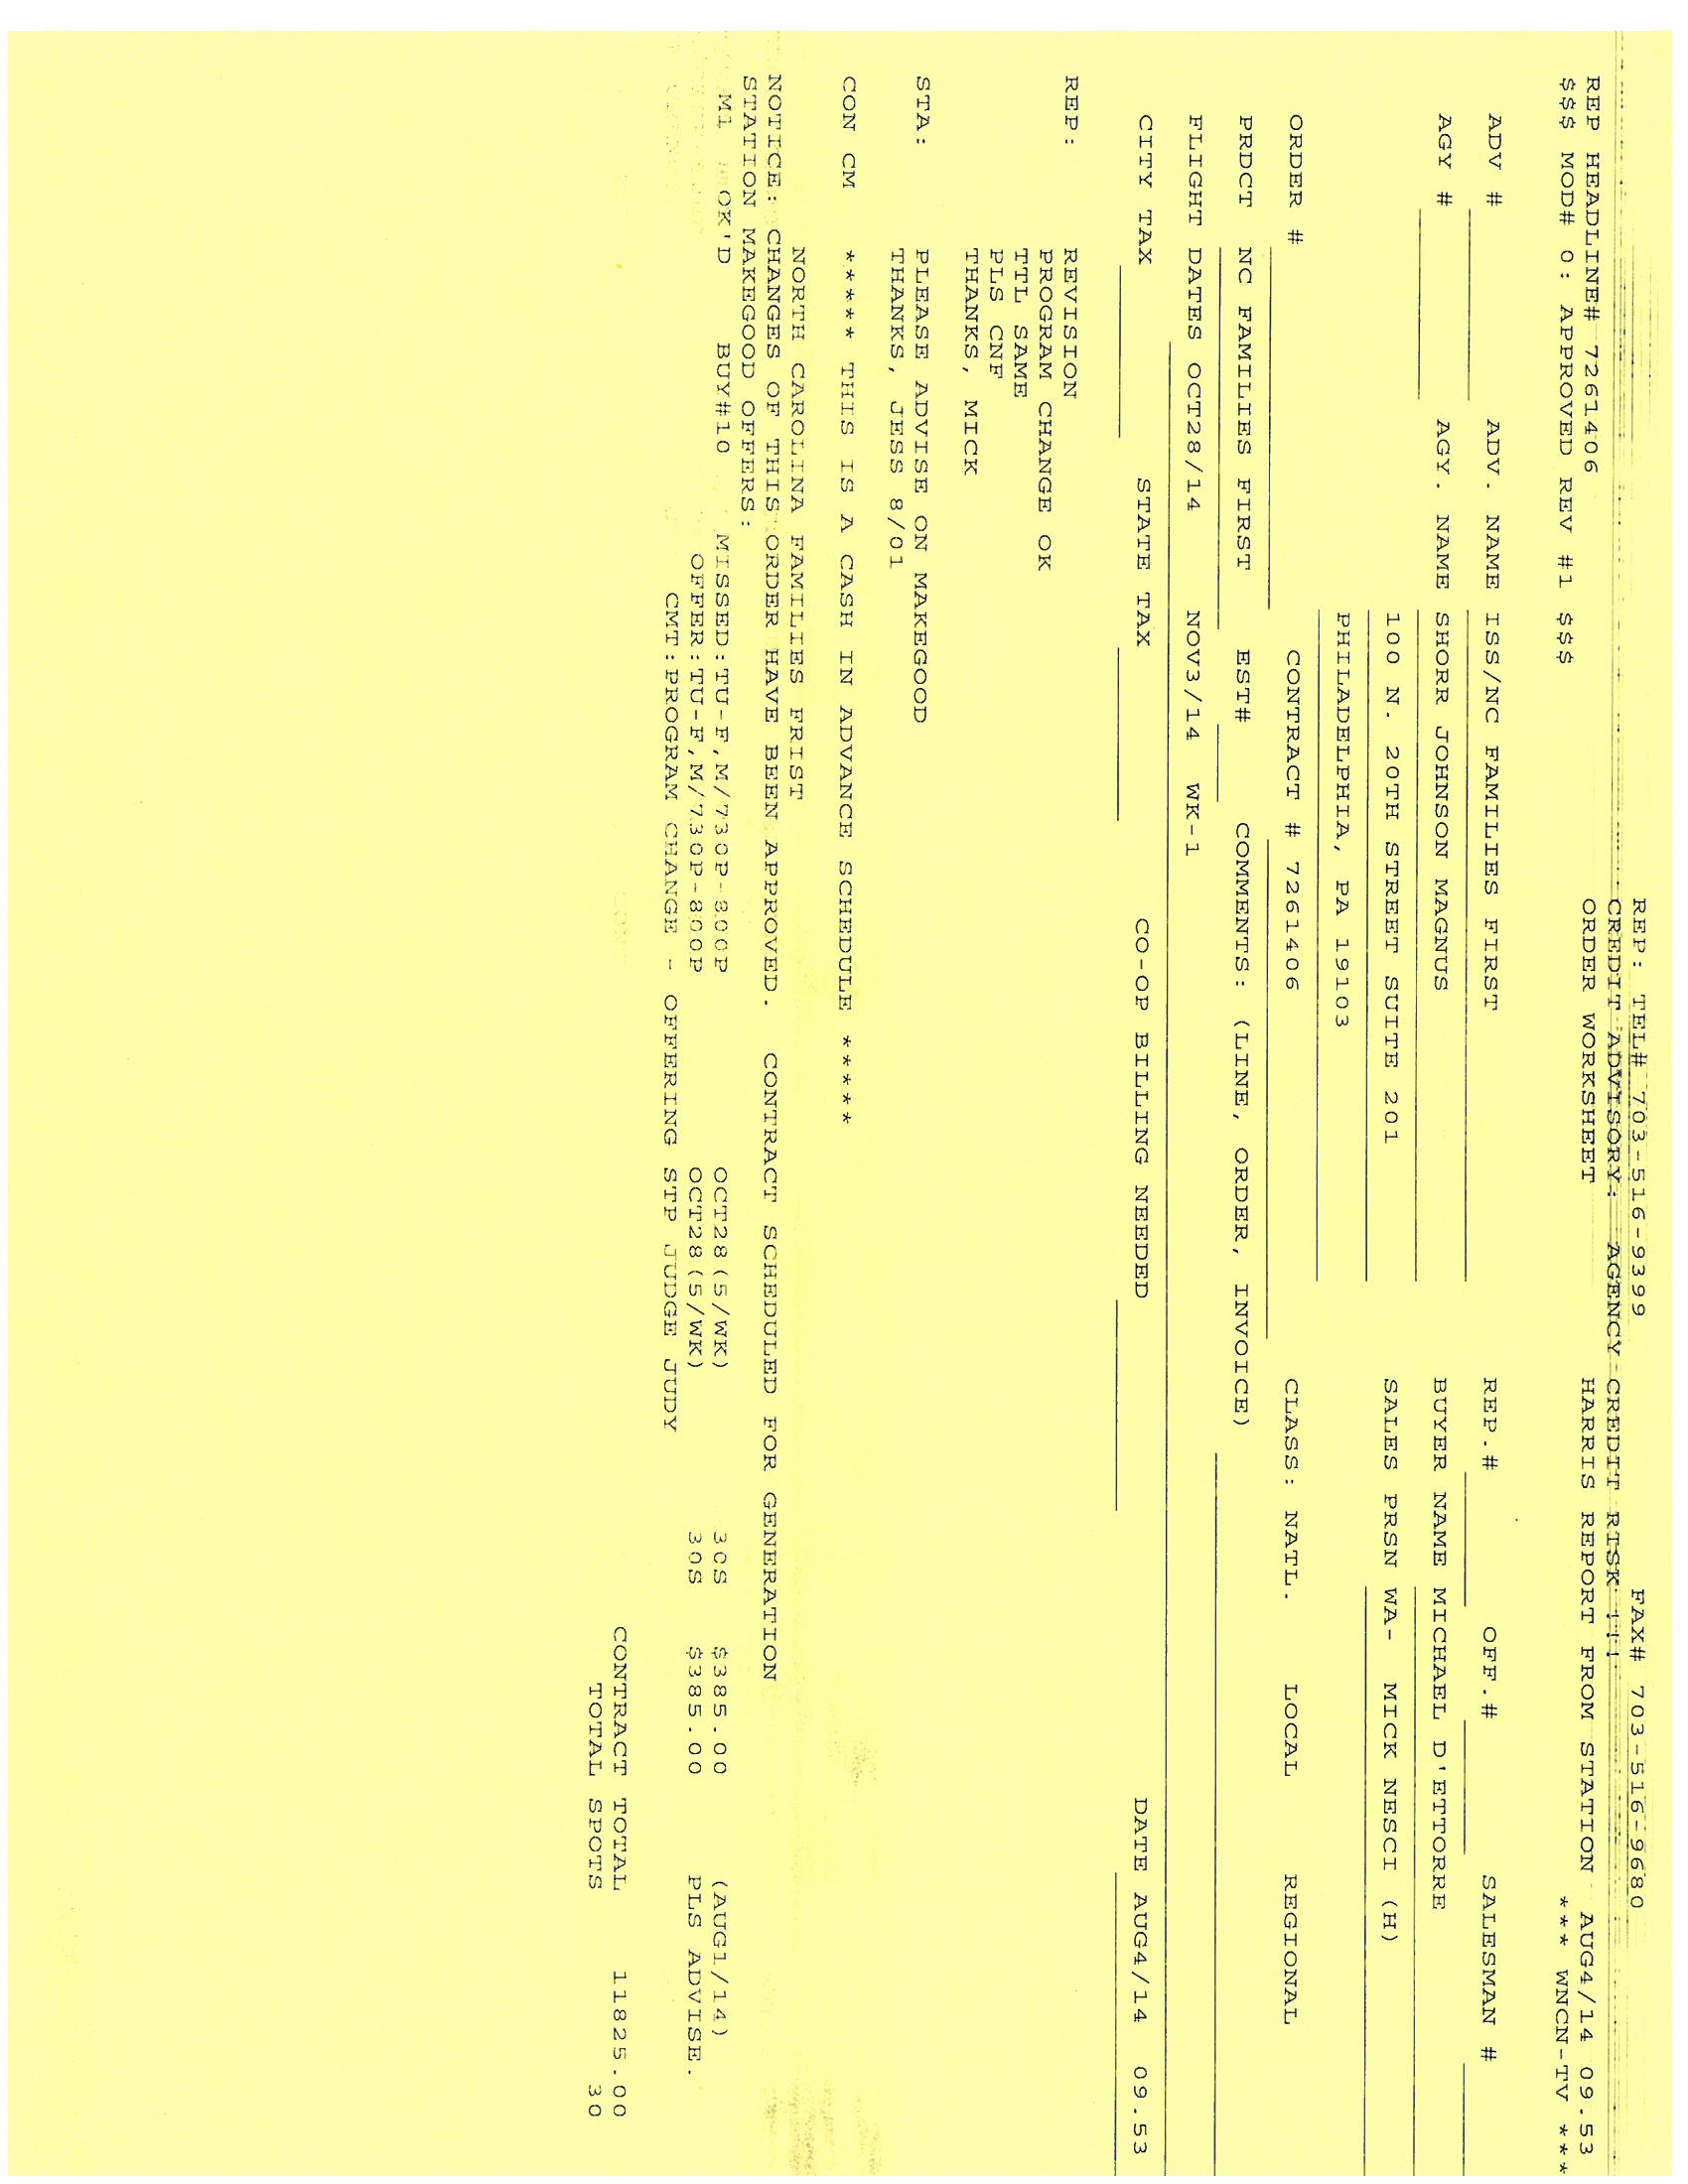 REP: TEL# 703-516-9399 FAX# 703-516-9680
CREDIT ADVISORY: AGENCY CREDIT RISK !!!
ORDER WORKSHEET HARRIS REPORT FROM STATION AUG4/14 09.53
REP HEADLINE# 7261406 *** WNCN-TV ***
$$$ MOD# 0: APPROVED REV #1 $$$
ADV # ADV. NAME ISS/NC FAMILIES FIRST REP.# OFF.# SALESMAN #
AGY # AGY. NAME SHORR JOHNSON MAGNUS BUYER NAME MICHAEL D'ETTORRE
100 N. 20TH STREET SUITE 201 SALES PRSN WA- MICK NESCI (H)
PHILADELPHIA, PA 19103
ORDER # CONTRACT # 7261406 CLASS: NATL. LOCAL REGIONAL
PRDCT NC FAMILIES FIRST EST# COMMENTS: (LINE, ORDER, INVOICE)
FLIGHT DATES OCT28/14 NOV3/14 WK-1
CITY TAX STATE TAX CO-OP BILLING NEEDED DATE AUG4/14 09.53
REP: REVISION
PROGRAM CHANGE OK
TTL SAME
PLS CNF
THANKS, MICK
STA: PLEASE ADVISE ON MAKEGOOD
THANKS, JESS 8/01
CON CM ***** THIS IS A CASH IN ADVANCE SCHEDULE *****
NORTH CAROLINA FAMILIES FRIST
NOTICE: CHANGES OF THIS ORDER HAVE BEEN APPROVED. CONTRACT SCHEDULED FOR GENERATION
STATION MAKEGOOD OFFERS:
M1 OK'D BUY#10 MISSED:TU-F,M/730P-800P OCT28(5/WK) 30S $385.00 (AUG1/14)
OFFER:TU-F,M/730P-800P OCT28(5/WK) 30S $385.00 PLS ADVISE.
CMT:PROGRAM CHANGE - OFFERING STP JUDGE JUDY
CONTRACT TOTAL 11825.00
TOTAL SPOTS 30